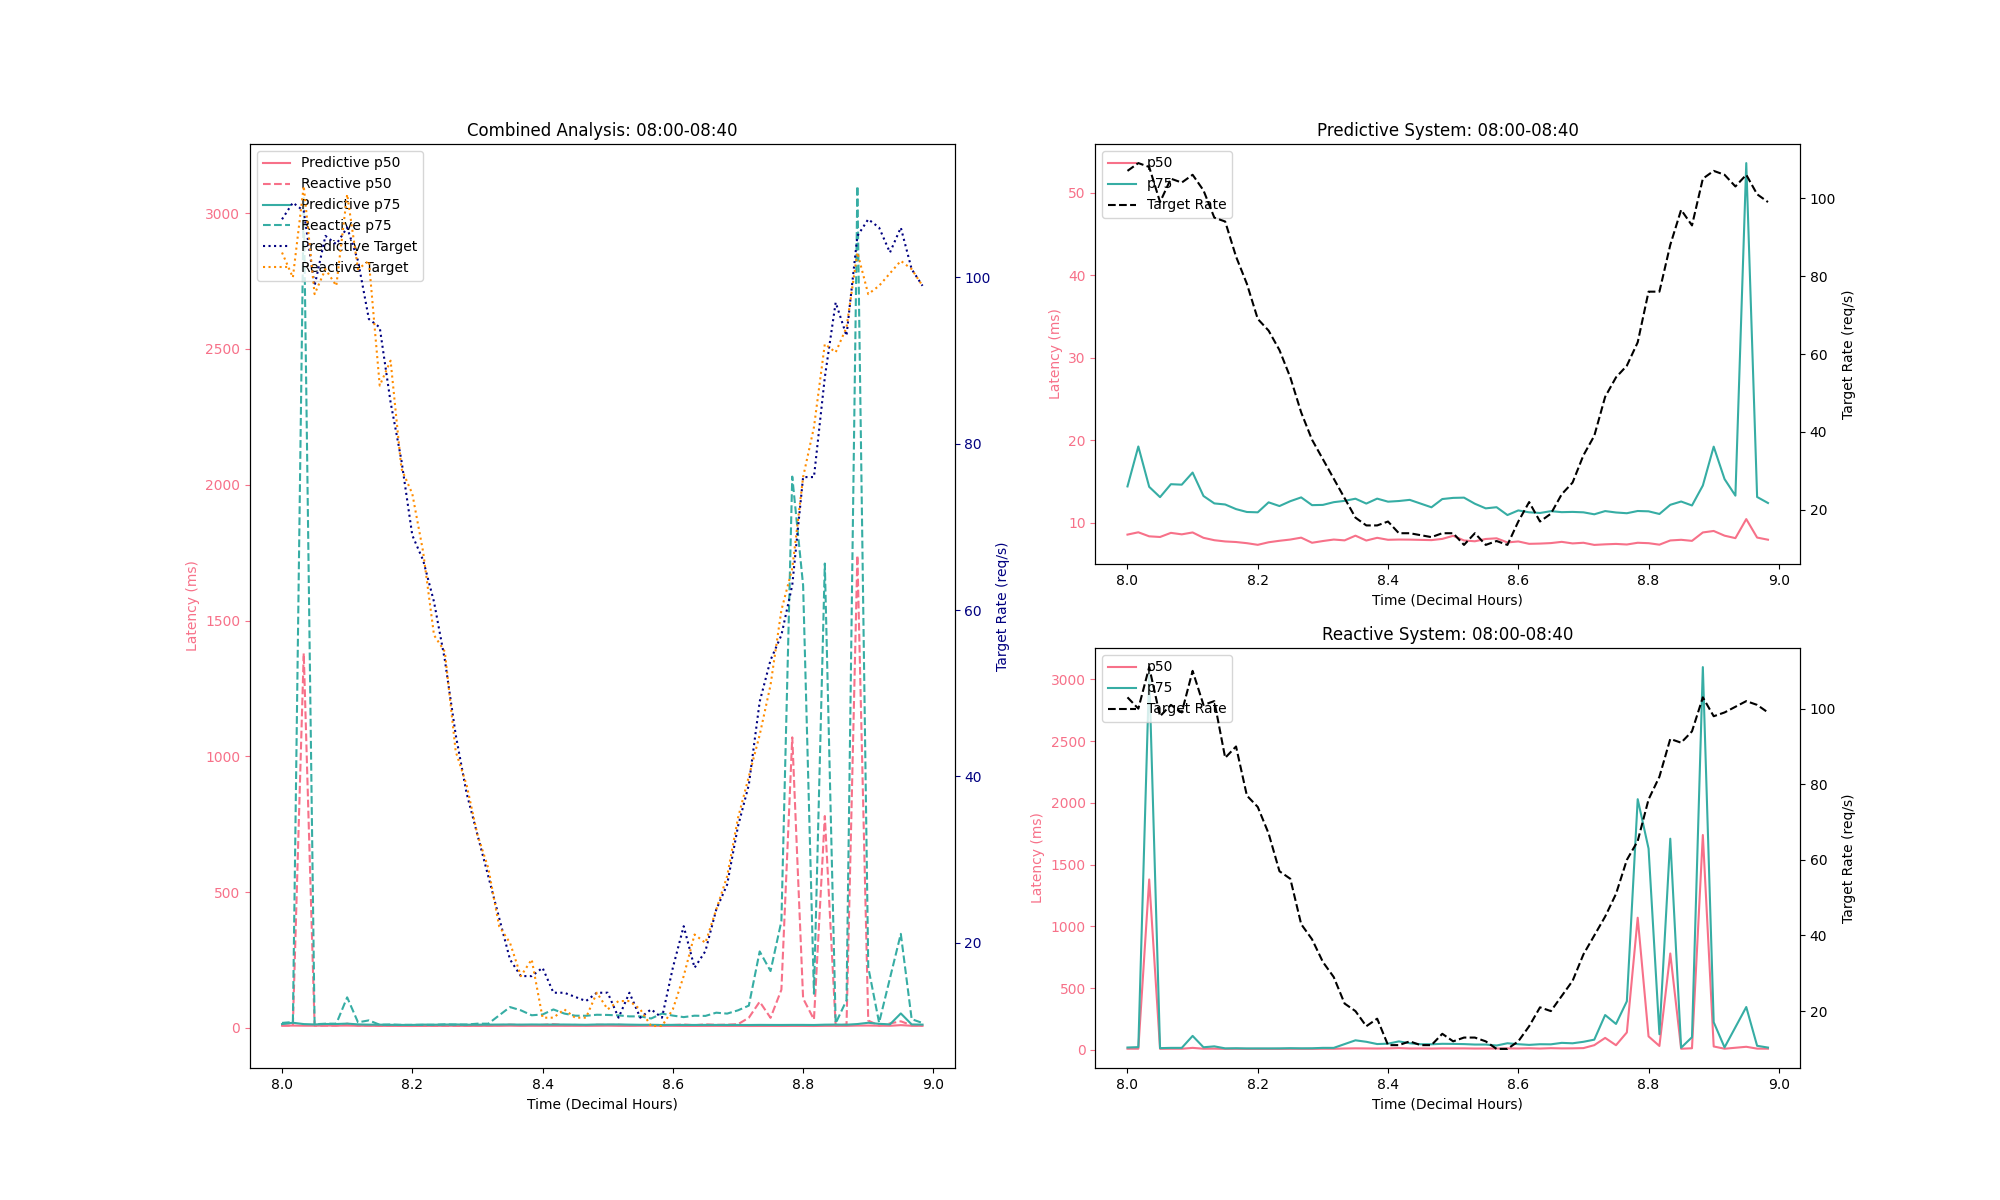 Combined Analysis: 08:00-08:40
Predictive p50
Reactive p50
Predictive p75
Reactive p75
Predictive Target
Reactive Target
3000
2500
2000
1500
1000
500
0
Latency (ms)
100
80
60
40
20
Target Rate (req/s)
8.0 8.2 8.4 8.6 8.8 9.0
Time (Decimal Hours)
Predictive System: 08:00-08:40
p50
p75
Target Rate
50
40
30
20
10
Latency (ms)
100
80
60
40
20
Target Rate (req/s)
8.0 8.2 8.4 8.6 8.8 9.0
Time (Decimal Hours)
Reactive System: 08:00-08:40
p50
p75
Target Rate
3000
2500
2000
1500
1000
500
0
Latency (ms)
100
80
60
40
20
Target Rate (req/s)
8.0 8.2 8.4 8.6 8.8 9.0
Time (Decimal Hours)